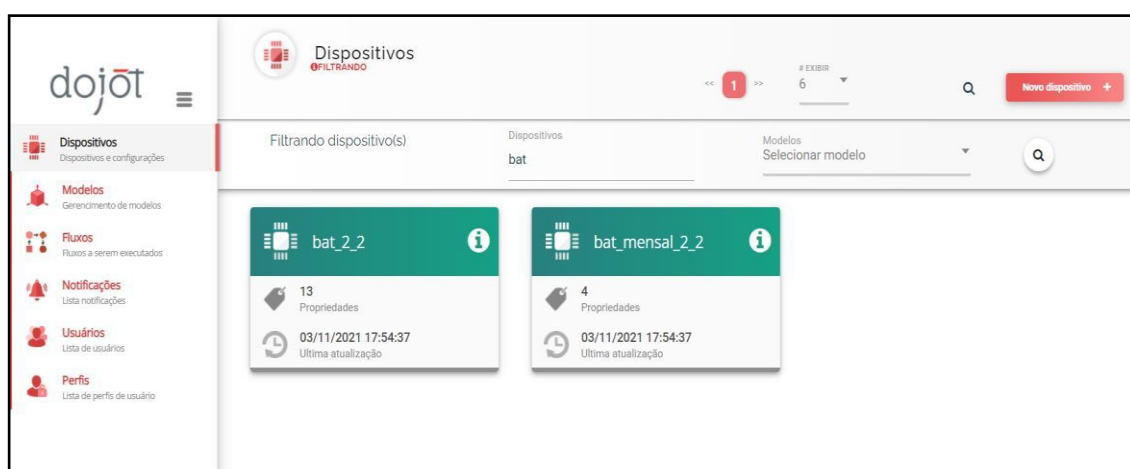 dojōt
Dispositivos
Dispositivos e configurações
Modelos
Gerencimento de modelos
Fluxos
Fluxos a serem executados
Notificações
Lista notificações
Usuários
Lista de usuários
Perfis
Lista de perfis de usuário
Dispositivos
FILTRANDO
<< 1 >>
# EXIBIR
6
Novo dispositivo +
Filtrando dispositivo(s)
Dispositivos
bat
Modelos
Selecionar modelo
bat_2_2
13
Propriedades
03/11/2021 17:54:37
Ultima atualização
bat_mensal_2_2
4
Propriedades
03/11/2021 17:54:37
Ultima atualização